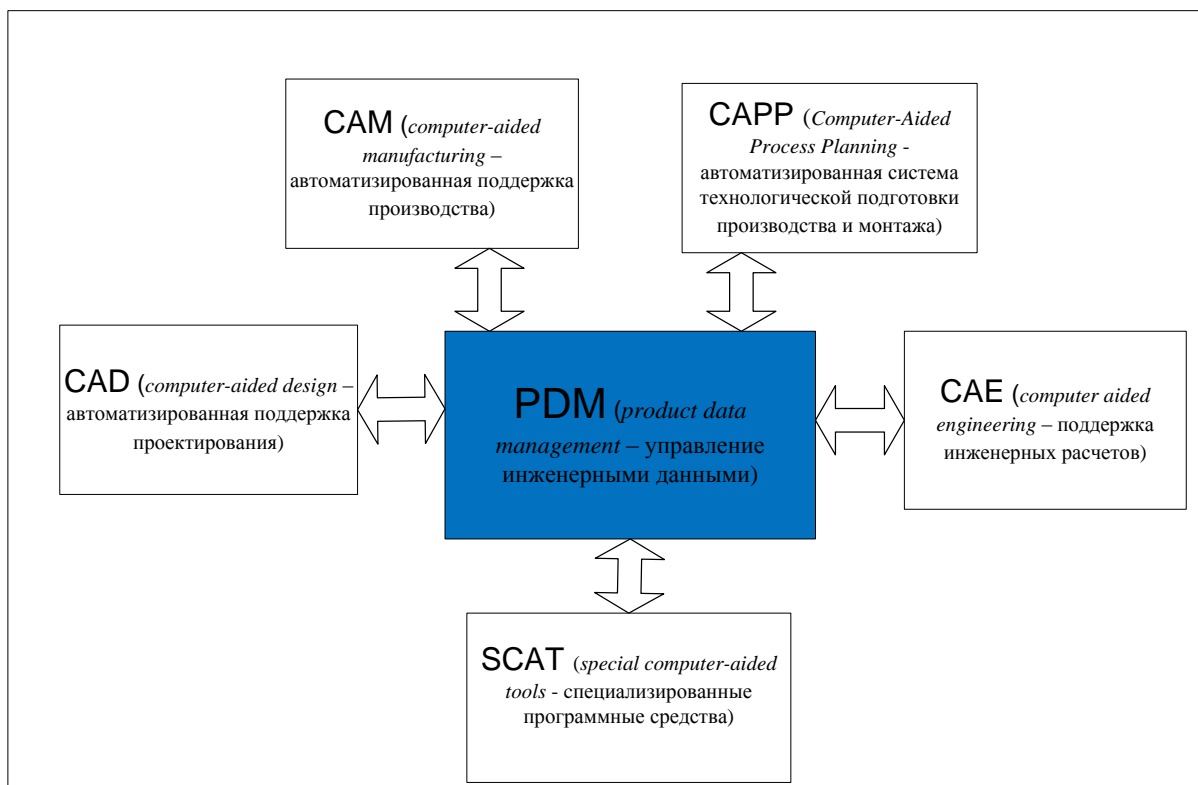 CAM (computer-aided
manufacturing –
автоматизированная поддержка
производства)
CAPP (Computer-Aided
Process Planning -
автоматизированная система
технологической подготовки
производства и монтажа)
CAD (computer-aided design –
автоматизированная поддержка
проектирования)
PDM (product data
management – управление
инженерными данными)
CAE (computer aided
engineering – поддержка
инженерных расчетов)
SCAT (special computer-aided
tools - специализированные
программные средства)